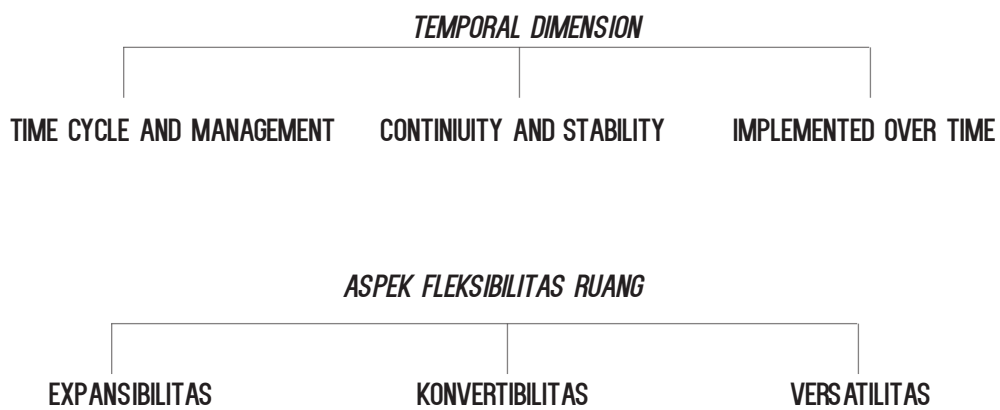 TEMPORAL DIMENSION
TIME CYCLE AND MANAGEMENT CONTINIUITY AND STABILITY IMPLEMENTED OVER TIME
ASPEK FLEKSIBILITAS RUANG
EXPANSIBILITAS KONVERTIBILITAS VERSATILITAS